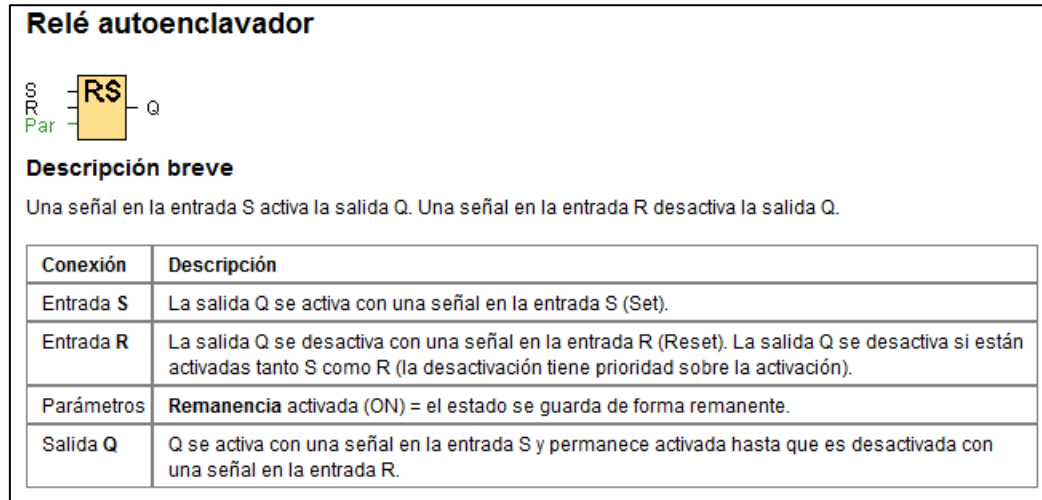 Relé autoenclavador
S
R
Par
RS
Q
Descripción breve
Una señal en la entrada S activa la salida Q. Una señal en la entrada R desactiva la salida Q.
Conexión Descripción
Entrada S La salida Q se activa con una señal en la entrada S (Set).
Entrada R La salida Q se desactiva con una señal en la entrada R (Reset). La salida Q se desactiva si están
activadas tanto S como R (la desactivación tiene prioridad sobre la activación).
Parámetros Remanencia activada (ON) = el estado se guarda de forma remanente.
Salida Q Q se activa con una señal en la entrada S y permanece activada hasta que es desactivada con
una señal en la entrada R.